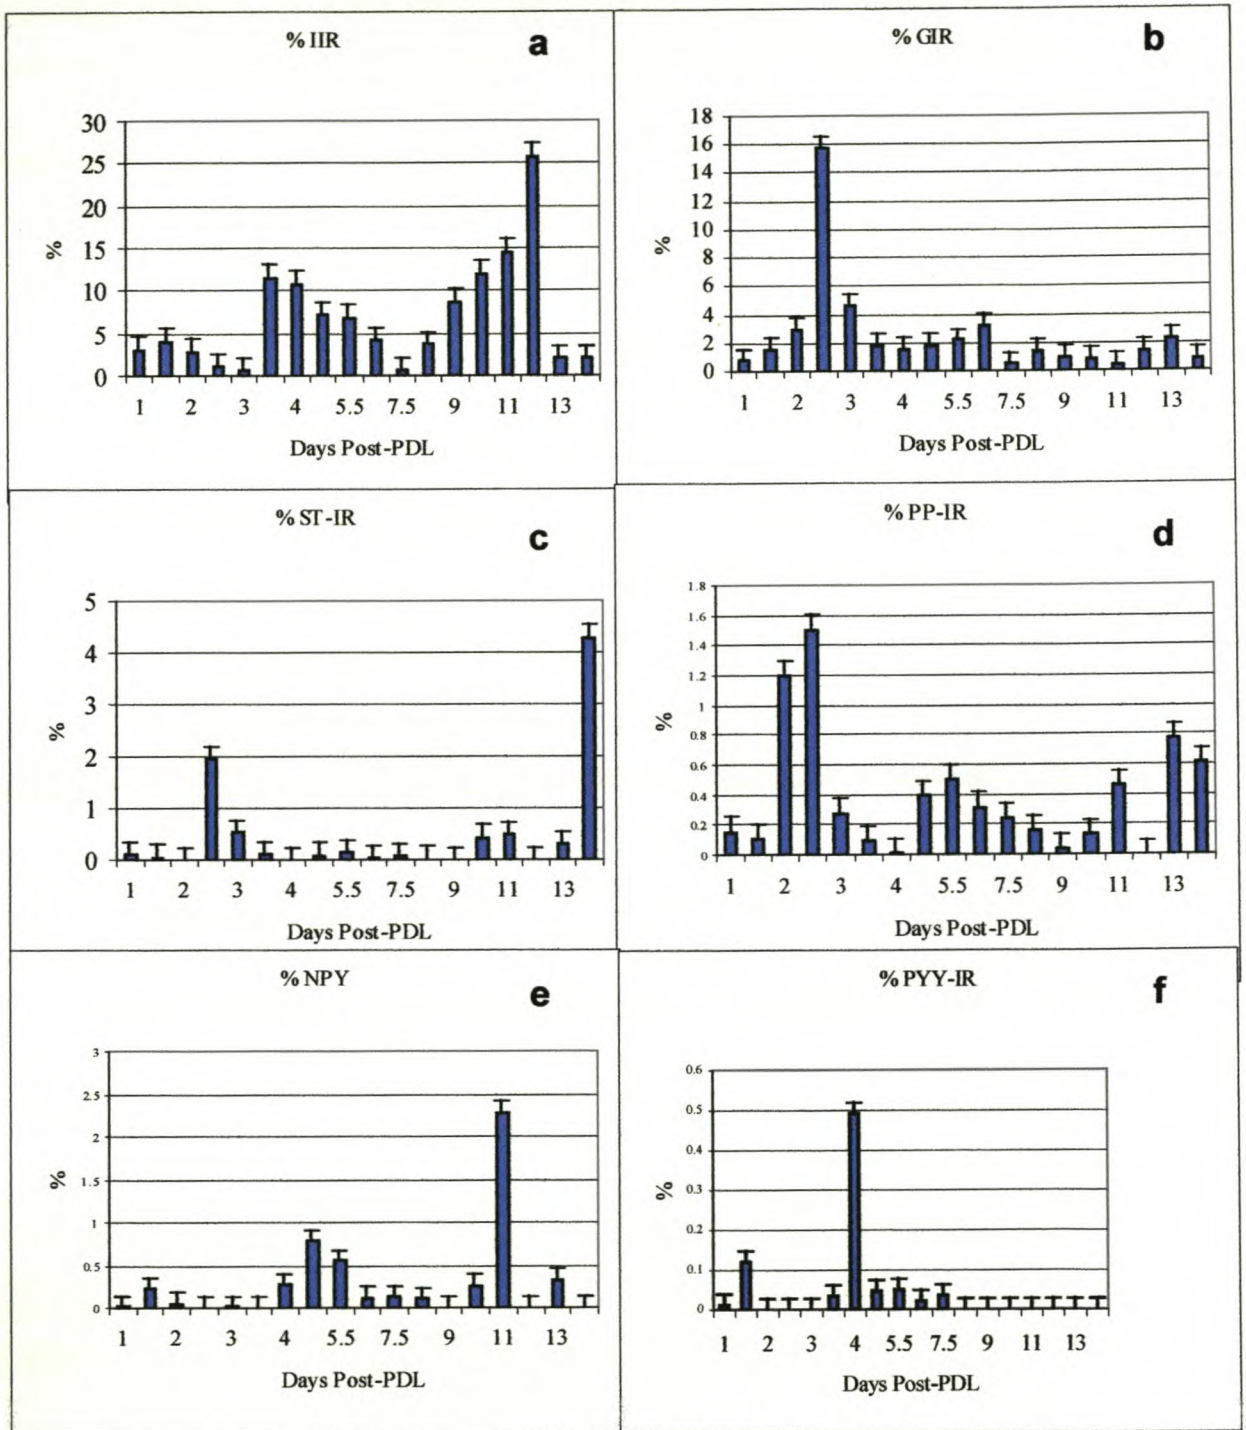 % IIR
a
30
25
20
15
10
5
0
%
1 2 3 4 5.5 7.5 9 11 13
Days Post-PDL
% GIR
b
18
16
14
12
10
8
6
4
2
0
%
1 2 3 4 5.5 7.5 9 11 13
Days Post-PDL
% ST-IR
c
5
4
3
2
1
0
%
1 2 3 4 5.5 7.5 9 11 13
Days Post-PDL
% PP-IR
d
1.8
1.6
1.4
1.2
1
0.8
0.6
0.4
0.2
0
%
1 2 3 4 5.5 7.5 9 11 13
Days Post-PDL
% NPY
e
3
2.5
2
1.5
1
0.5
0
%
1 2 3 4 5.5 7.5 9 11 13
Days Post-PDL
% PYY-IR
f
0.6
0.5
0.4
0.3
0.2
0.1
0
%
1 2 3 4 5.5 7.5 9 11 13
Days Post-PDL